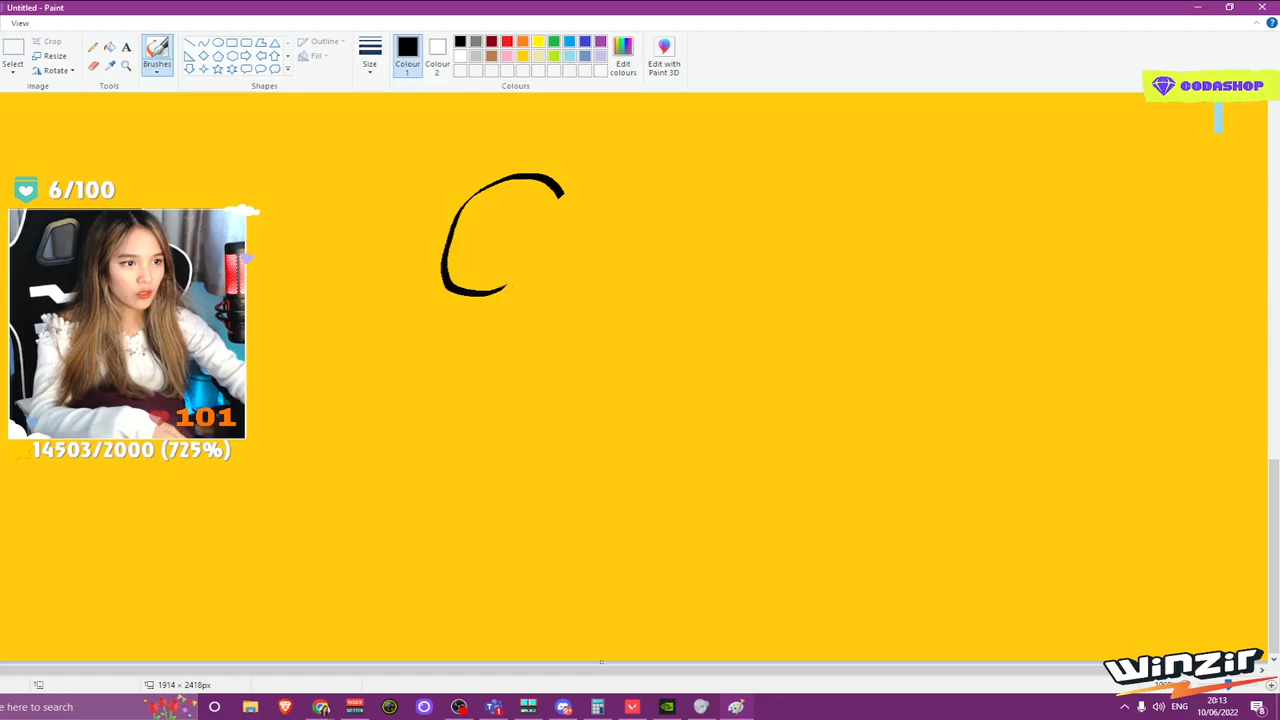 Untitled - Paint
View
Select
Crop
Resize
Rotate
Image
A
Tools
Brushes
Outline
Fill
Shapes
Size
Colour 1
Colour 2
Edit colours
Colours
Edit with Paint 3D
CODASHOP
6/100
C
101
14503/2000 (725%)
WINZIR
1914 × 2418px
here to search
ENG
20:13
10/06/2022
8